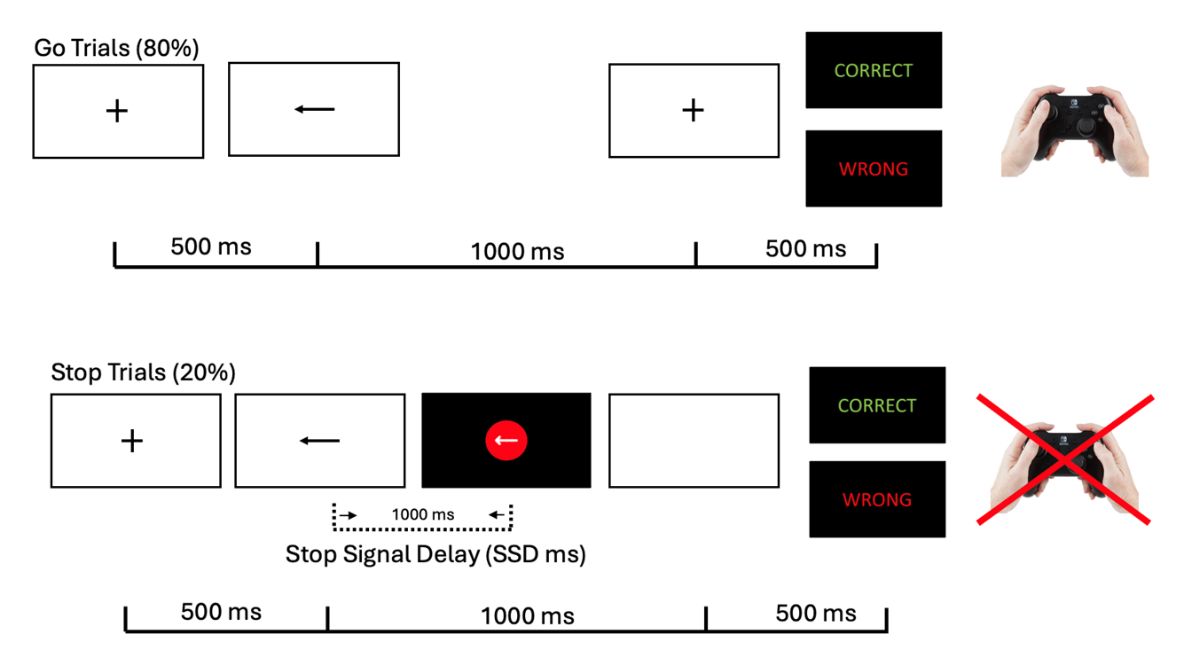 Go Trials (80%)
CORRECT
WRONG
500 ms
1000 ms
500 ms
Stop Trials (20%)
CORRECT
WRONG
1000 ms
Stop Signal Delay (SSD ms)
500 ms
1000 ms
500 ms